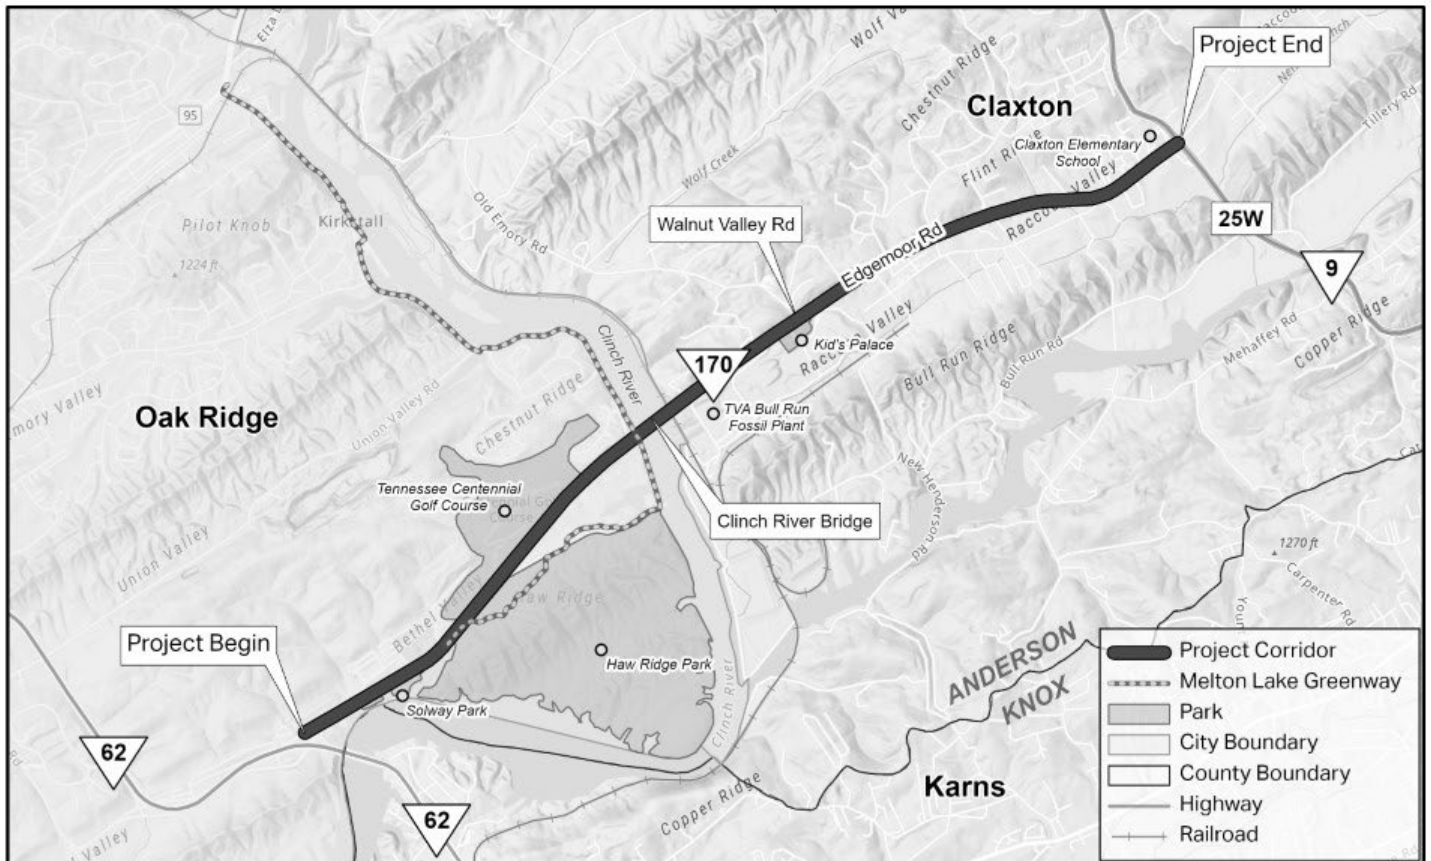 Project End
Claxton
Claxton Elementary
School
Chestnut Ridge
Flint Ridge
Wolf Creek
Tillery Rd
95
Old Emory Rd
Walnut Valley Rd
Raccoon Valley
25W
Pilot Knob
Kirkstall
1224 ft
Edgemoor Rd
9
Clinch River
Kid's Palace
Raccoon Valley
Bull Run Ridge
Bull Run Rd
Mehaffey Rd
Copper Ridge
170
Oak Ridge
Union Valley Rd
Chestnut Ridge
TVA Bull Run
Fossil Plant
Tennessee Centennial
Golf Course
New Henderson Rd
Clinch River Bridge
Union Valley
1270 ft
Carpenter Rd
Bethel Valley
Haw Ridge
Project Begin
Haw Ridge Park
Solway Park
Clinch River
ANDERSON
KNOX
62
62
Copper Ridge
Karns
Project Corridor
Melton Lake Greenway
Park
City Boundary
County Boundary
Highway
Railroad